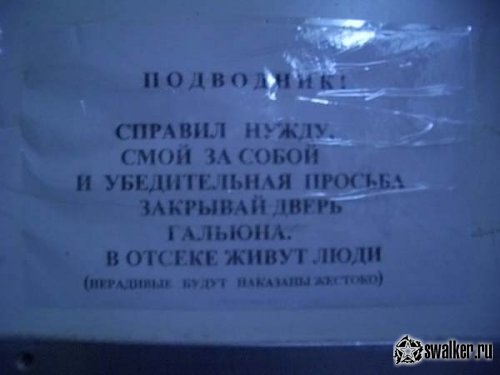 ПОДВОДНИК!
СПРАВИЛ НУЖДУ,
СМОЙ ЗА СОБОЙ
И УБЕДИТЕЛЬНАЯ ПРОСЬБА
ЗАКРЫВАЙ ДВЕРЬ
ГАЛЬЮНА.
В ОТСЕКЕ ЖИВУТ ЛЮДИ
(НЕРАДИВЫЕ БУДУТ НАКАЗАНЫ ЖЕСТОКО)
swalker.ru